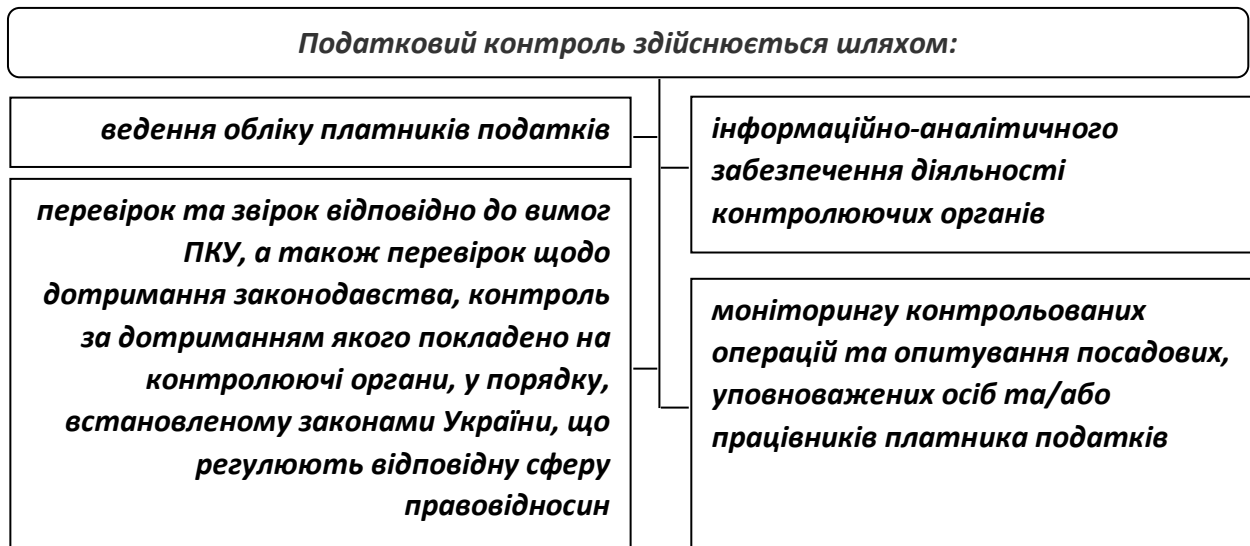 Податковий контроль здійснюється шляхом:
ведення обліку платників податків
перевірок та звірок відповідно до вимог
ПКУ, а також перевірок щодо
дотримання законодавства, контроль
за дотриманням якого покладено на
контролюючі органи, у порядку,
встановленому законами України, що
регулюють відповідну сферу
правовідносин
інформаційно-аналітичного
забезпечення діяльності
контролюючих органів
моніторингу контрольованих
операцій та опитування посадових,
уповноважених осіб та/або
працівників платника податків